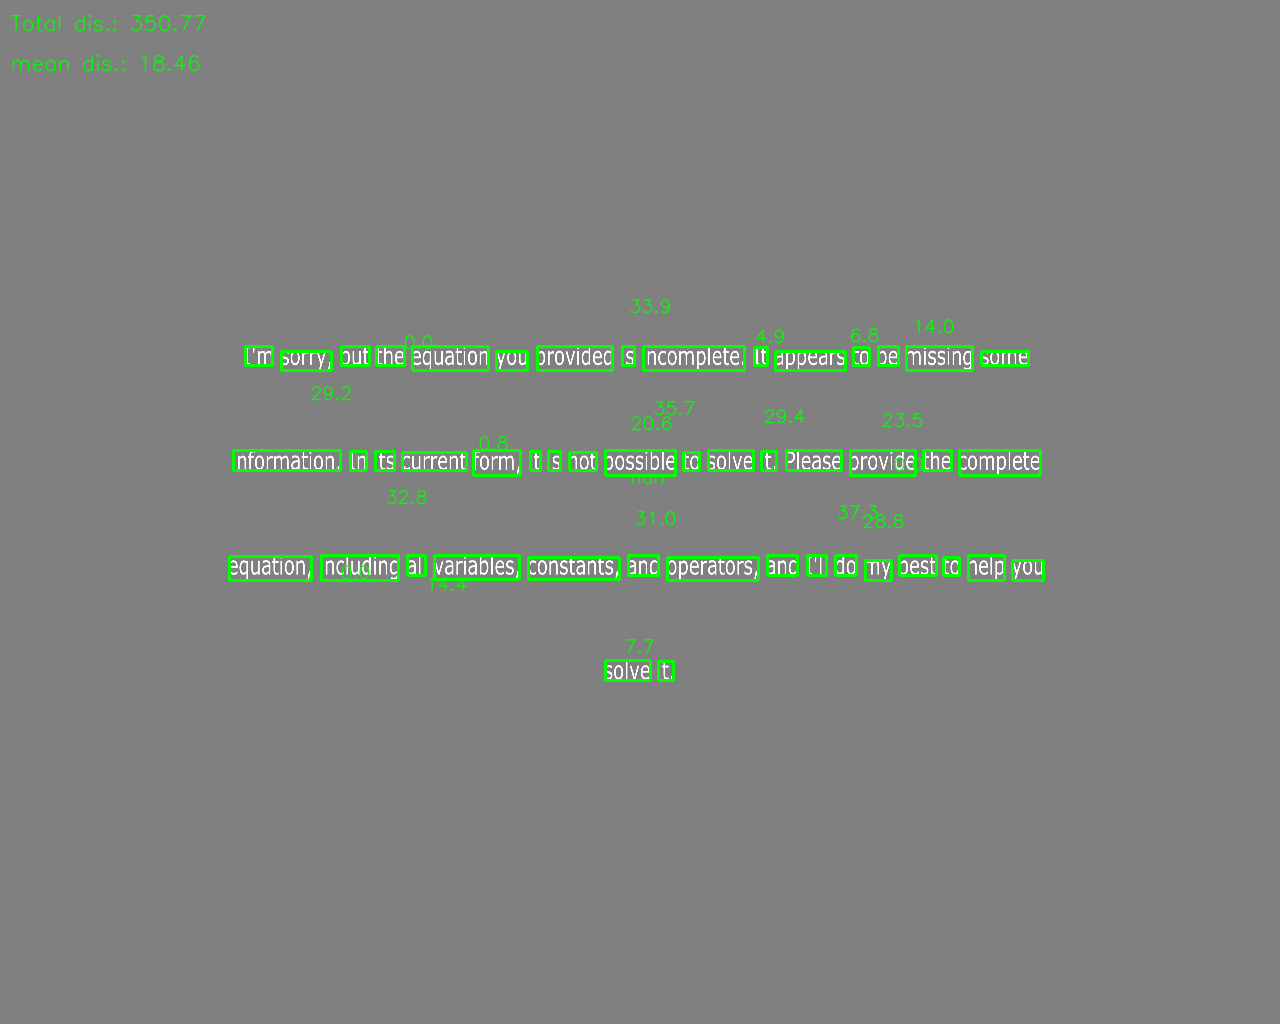 Total dis.: 350.77
mean dis.: 18.46
33.9
14.0
0.0 4.9 6.8
I'm sorry, but the equation you provided is incomplete. It appears to be missing some
29.2
35.7
20.6 29.4 23.5
0.8
information. In its current form, it is not possible to solve it. Please provide the complete
nan
32.8
31.0 37.3 28.8
equation, including all variables, constants, and operators, and I'll do my best to help you
14.4
7.7
solve it.